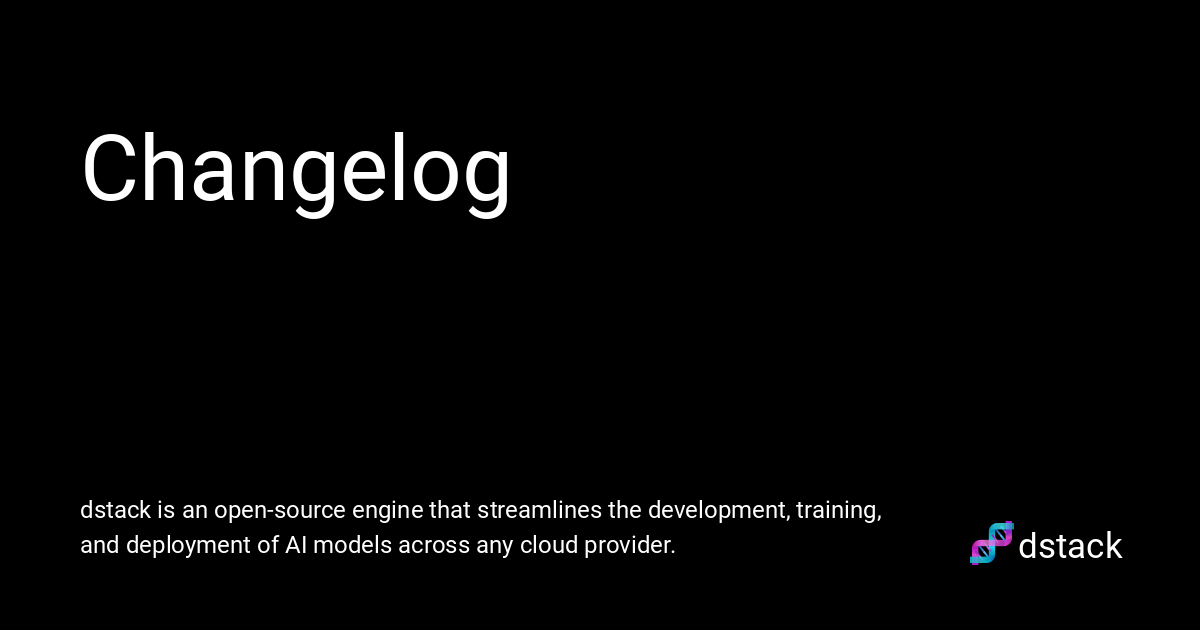 Changelog
dstack is an open-source engine that streamlines the development, training,
and deployment of AI models across any cloud provider.
dstack